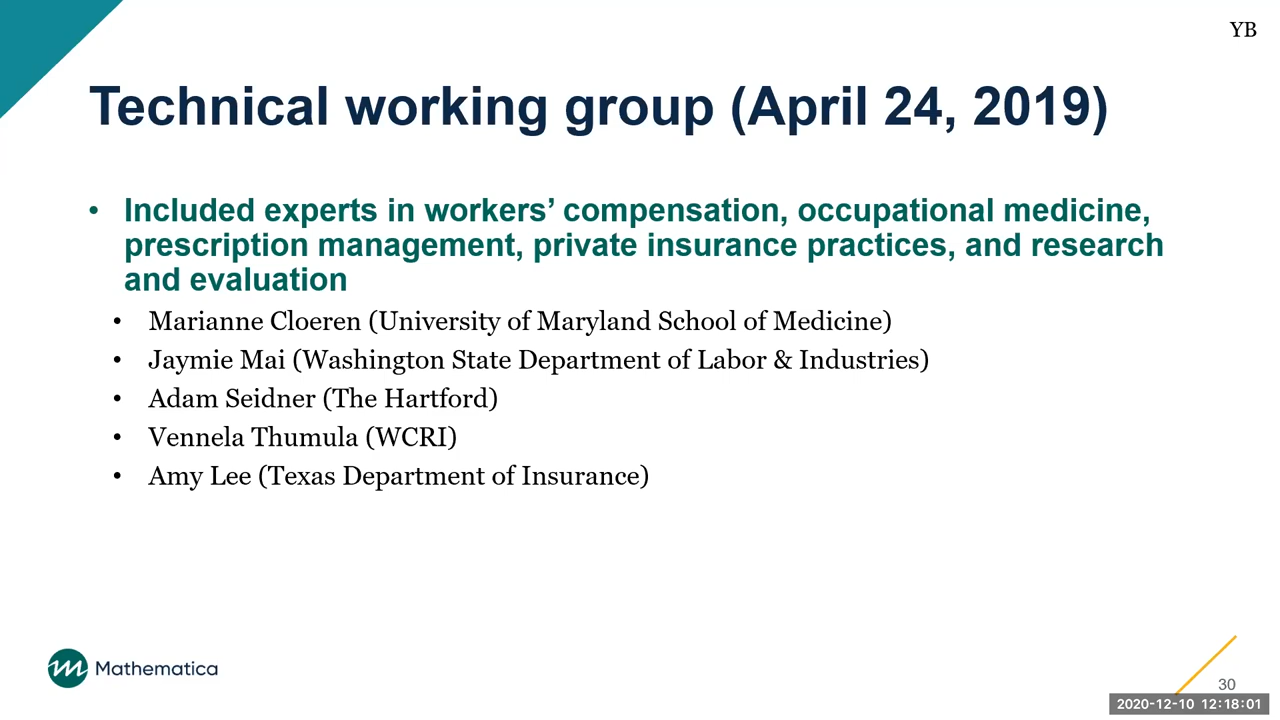 YB
Technical working group (April 24, 2019)
• Included experts in workers’ compensation, occupational medicine,
prescription management, private insurance practices, and research
and evaluation
• Marianne Cloeren (University of Maryland School of Medicine)
• Jaymie Mai (Washington State Department of Labor & Industries)
• Adam Seidner (The Hartford)
• Vennela Thumula (WCRI)
• Amy Lee (Texas Department of Insurance)
Mathematica
30
2020-12-10 12:18:01